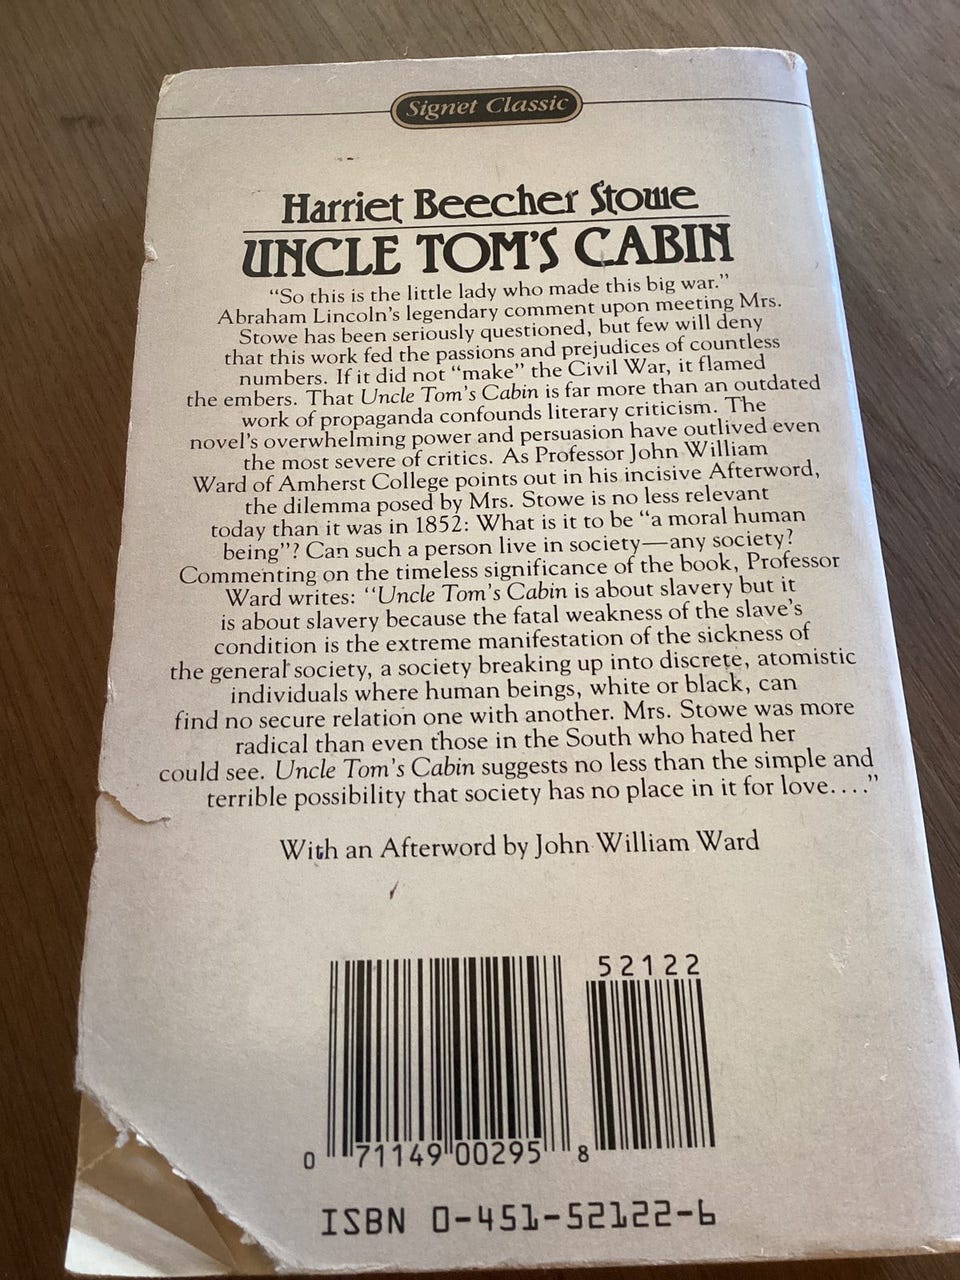 Signet Classic
Harriet Beecher Stowe
UNCLE TOM'S CABIN
“So this is the little lady who made this big war.”
Abraham Lincoln's legendary comment upon meeting Mrs.
Stowe has been seriously questioned, but few will deny
that this work fed the passions and prejudices of countless
numbers. If it did not “make” the Civil War, it flamed
the embers. That Uncle Tom's Cabin is far more than an outdated
work of propaganda confounds literary criticism. The
novel's overwhelming power and persuasion have outlived even
the most severe of critics. As Professor John William
Ward of Amherst College points out in his incisive Afterword,
the dilemma posed by Mrs. Stowe is no less relevant
today than it was in 1852: What is it to be “a moral human
being”? Can such a person live in society—any society?
Commenting on the timeless significance of the book, Professor
Ward writes: “Uncle Tom's Cabin is about slavery but it
is about slavery because the fatal weakness of the slave's
condition is the extreme manifestation of the sickness of
the general society, a society breaking up into discrete, atomistic
individuals where human beings, white or black, can
find no secure relation one with another. Mrs. Stowe was more
radical than even those in the South who hated her
could see. Uncle Tom's Cabin suggests no less than the simple and
terrible possibility that society has no place in it for love....”
With an Afterword by John William Ward
52122
0 71149 00295 8
ISBN 0-451-52122-6